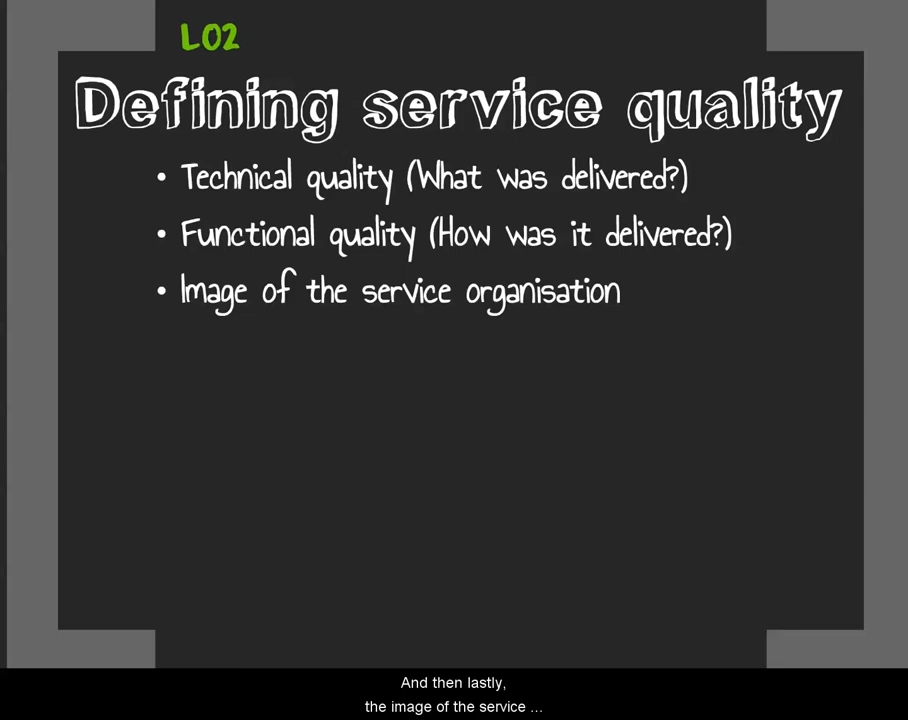 LO2
Defining service quality
• Technical quality (What was delivered?)
• Functional quality (How was it delivered?)
• Image of the service organisation
And then lastly,
the image of the service ...